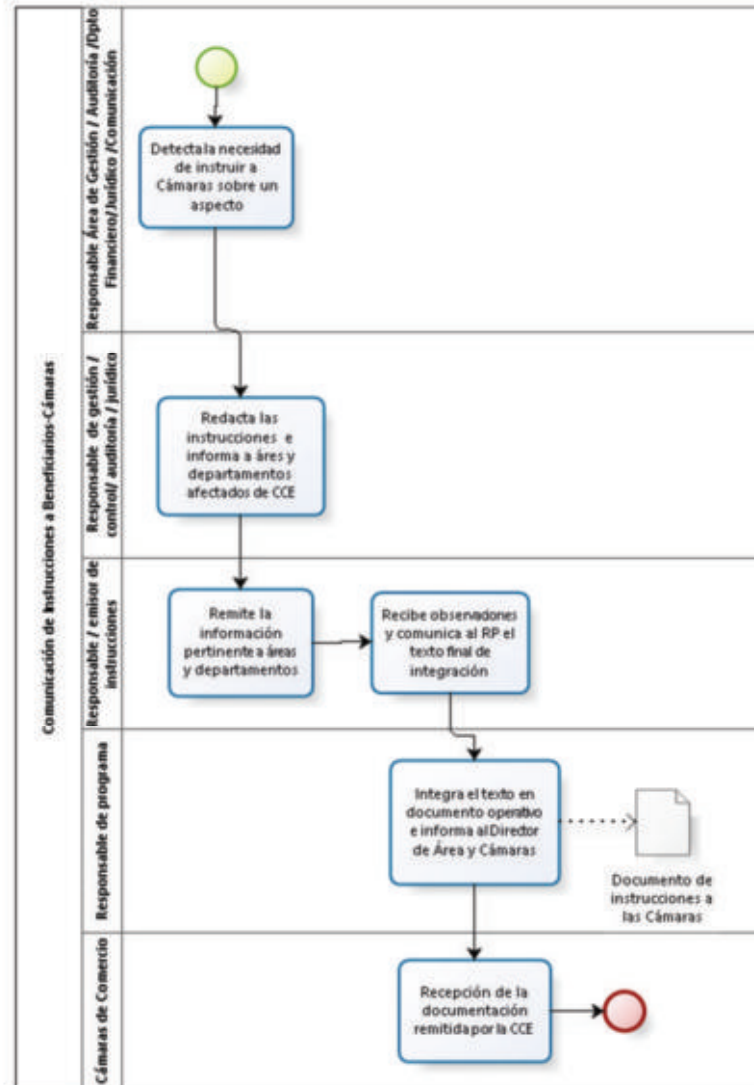 Comunicación de Instrucciones a Beneficiarios-Cámaras
Responsable Área de Gestión / Auditoría /Dpto
Financiero/Jurídico /Comunicación
Detecta la necesidad
de instruir a
Cámaras sobre un
aspecto
Responsable de gestión /
control/ auditoría / jurídico
Redacta las
instrucciones e
informa a áres y
departamentos
afectados de CCE
Responsable / emisor de
instrucciones
Remite la
información
pertinente a áreas
y departamentos
Recibe observaciones
y comunica al RP el
texto final de
integración
Responsable de programa
Integra el texto en
documento operativo
e informa al Director
de Área y Cámaras
Documento de
instrucciones a
las Cámaras
Cámaras de Comercio
Recepción de la
documentación
remitida por la CCE